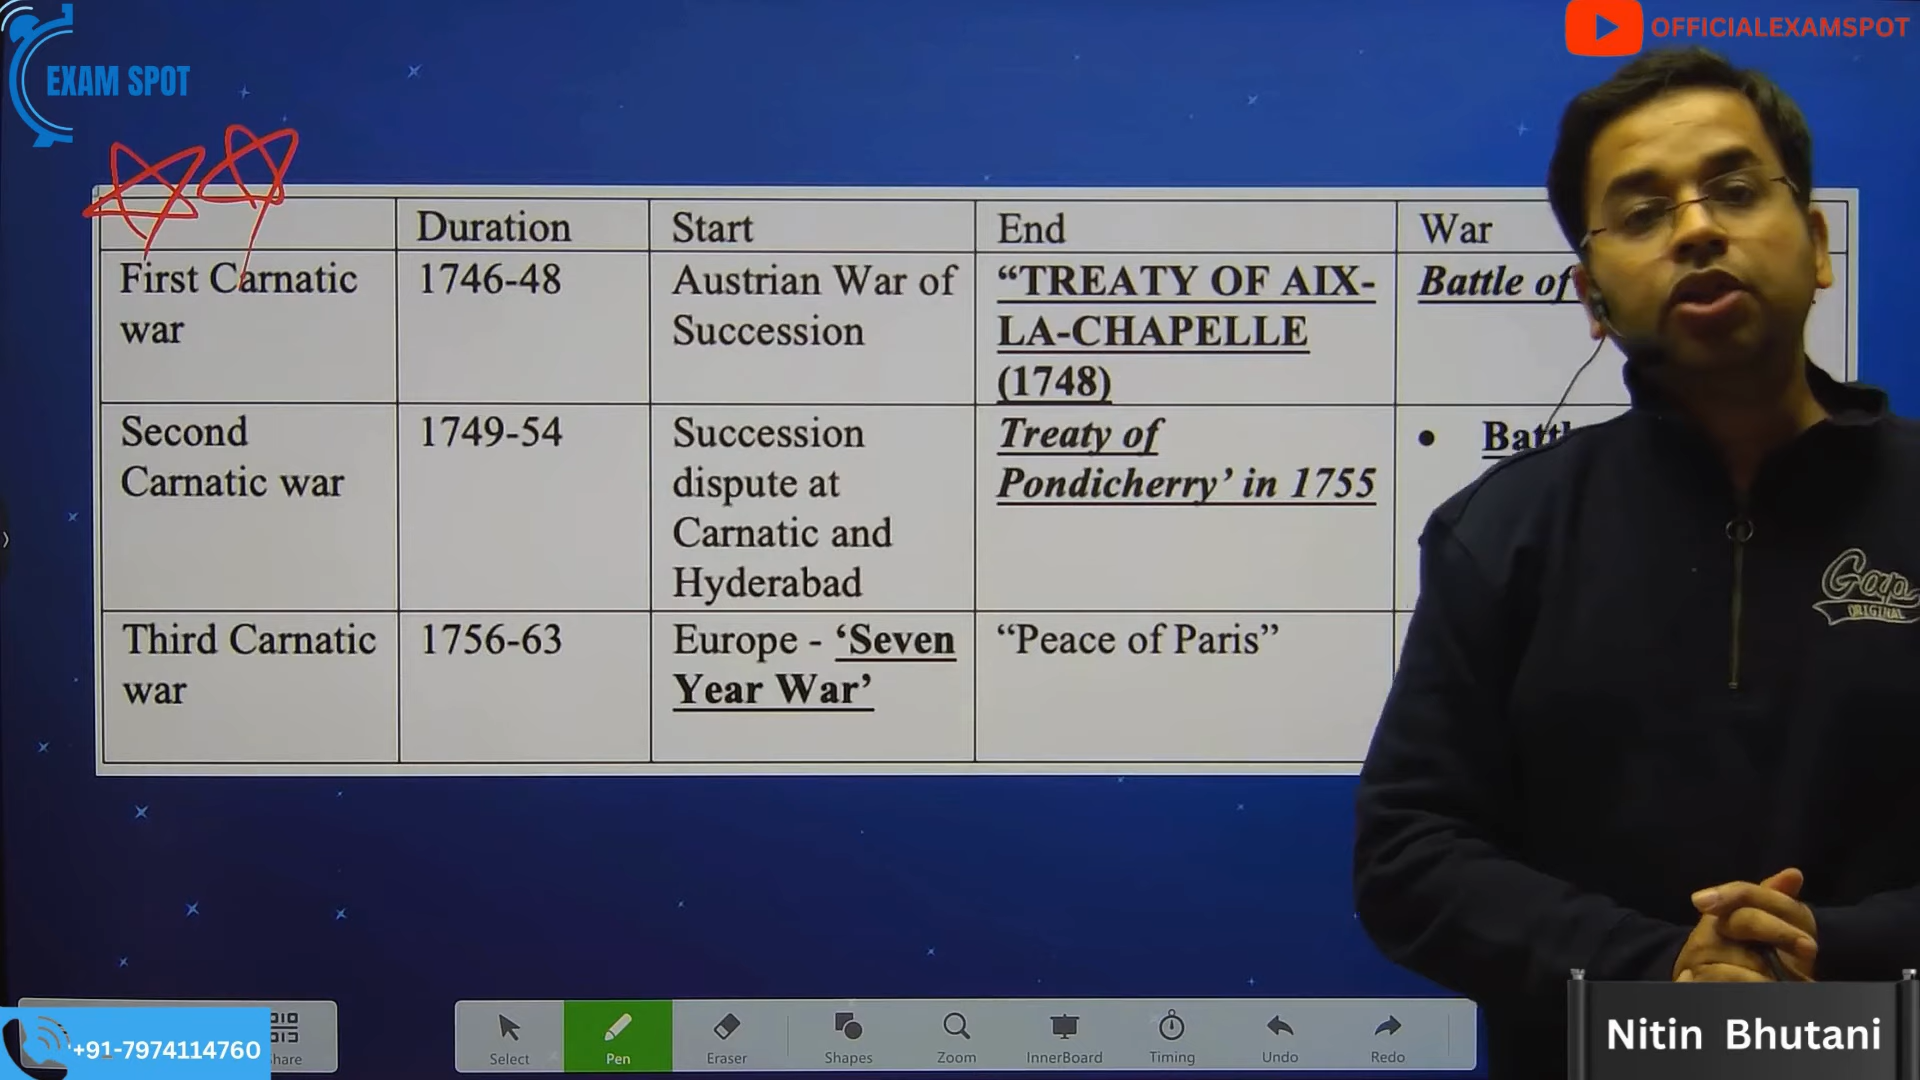 EXAM SPOT
OFFICIALEXAMSPOT
Duration
Start
End
War
First Carnatic
war
1746-48
Austrian War of
Succession
“TREATY OF AIX-
LA-CHAPELLE
(1748)
Battle of
Second
Carnatic war
1749-54
Succession
dispute at
Carnatic and
Hyderabad
Treaty of
Pondicherry’ in 1755
Third Carnatic
war
1756-63
Europe - ‘Seven
Year War’
“Peace of Paris”
Gap
ORIGINAL
+91-7974114760
Select
Pen
Eraser
Shapes
Zoom
InnerBoard
Timing
Undo
Redo
Nitin Bhutani